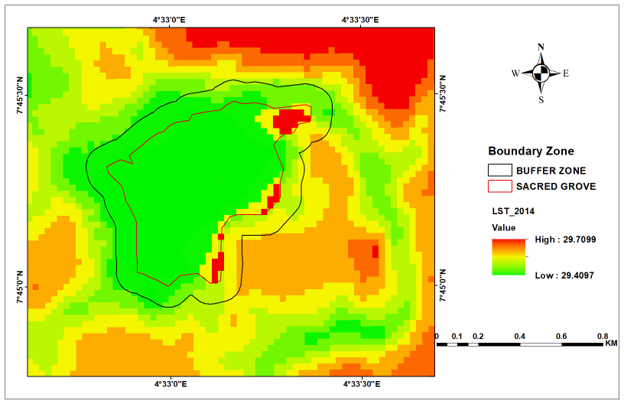 4°33'0"E 4°33'30"E
7°45'30"N 7°45'30"N
N
W E
S
Boundary Zone
BUFFER ZONE
SACRED GROVE
LST_2014
Value
High : 29.7099
Low : 29.4097
7°45'0"N 7°45'0"N
0 0.1 0.2 0.4 0.6 0.8
KM
4°33'0"E 4°33'30"E